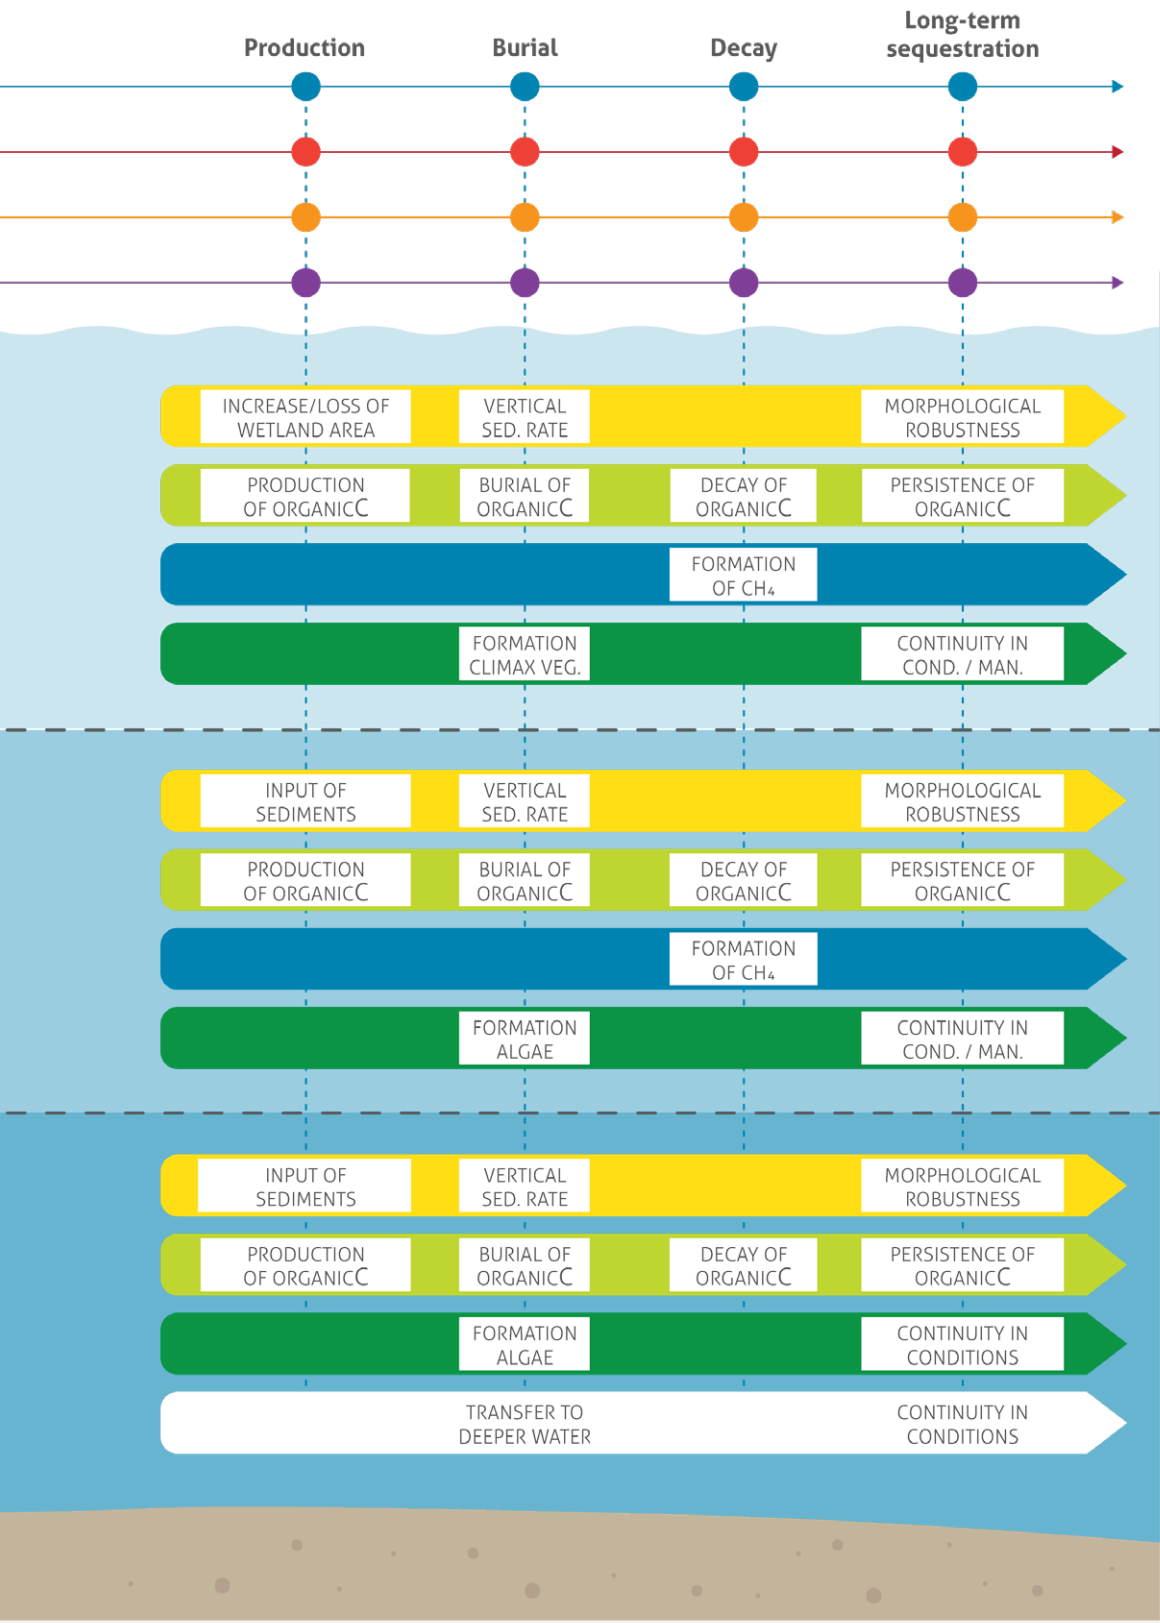 Production
Burial
Decay
Long-term
sequestration
INCREASE/LOSS OF
WETLAND AREA
VERTICAL
SED. RATE
MORPHOLOGICAL
ROBUSTNESS
PRODUCTION
OF ORGANICC
BURIAL OF
ORGANICC
DECAY OF
ORGANICC
PERSISTENCE OF
ORGANICC
FORMATION
OF CH₄
FORMATION
CLIMAX VEG.
CONTINUITY IN
COND. / MAN.
INPUT OF
SEDIMENTS
VERTICAL
SED. RATE
MORPHOLOGICAL
ROBUSTNESS
PRODUCTION
OF ORGANICC
BURIAL OF
ORGANICC
DECAY OF
ORGANICC
PERSISTENCE OF
ORGANICC
FORMATION
OF CH₄
FORMATION
ALGAE
CONTINUITY IN
COND. / MAN.
INPUT OF
SEDIMENTS
VERTICAL
SED. RATE
MORPHOLOGICAL
ROBUSTNESS
PRODUCTION
OF ORGANICC
BURIAL OF
ORGANICC
DECAY OF
ORGANICC
PERSISTENCE OF
ORGANICC
FORMATION
ALGAE
CONTINUITY IN
CONDITIONS
TRANSFER TO
DEEPER WATER
CONTINUITY IN
CONDITIONS